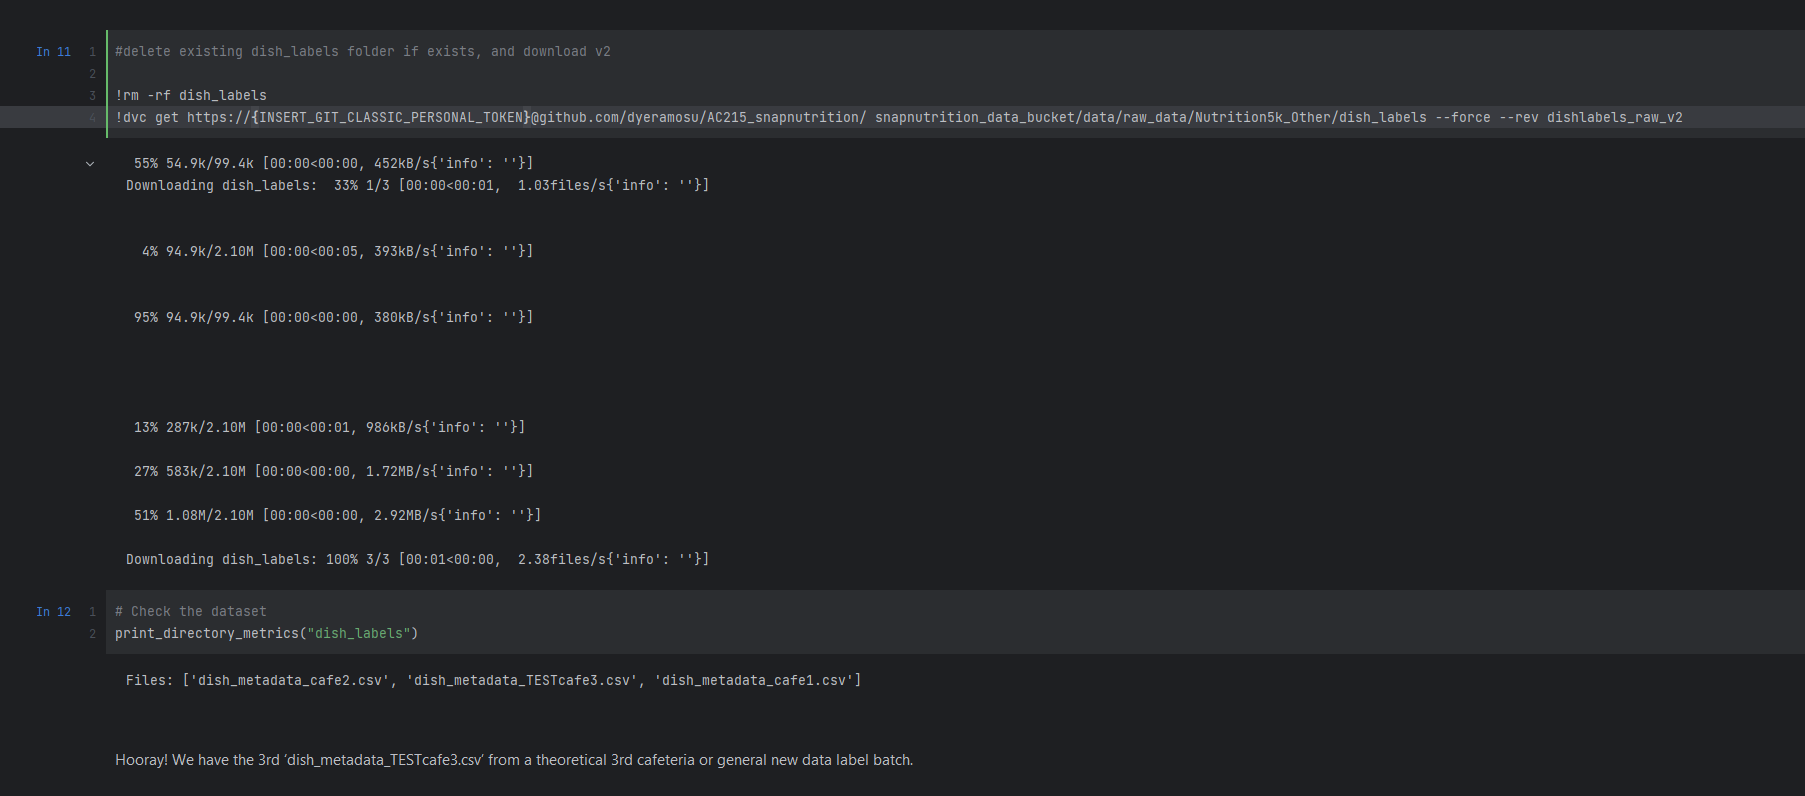 In 11 1 #delete existing dish_labels folder if exists, and download v2
2
3 !rm -rf dish_labels
4 !dvc get https://{INSERT_GIT_CLASSIC_PERSONAL_TOKEN}@github.com/dyeramosu/AC215_snapnutrition/ snapnutrition_data_bucket/data/raw_data/Nutrition5k_Other/dish_labels --force --rev dishlabels_raw_v2
55% 54.9k/99.4k [00:00<00:00, 452kB/s{'info': ''}]
Downloading dish_labels:  33% 1/3 [00:00<00:01,  1.03files/s{'info': ''}]
4% 94.9k/2.10M [00:00<00:05, 393kB/s{'info': ''}]
95% 94.9k/99.4k [00:00<00:00, 380kB/s{'info': ''}]
13% 287k/2.10M [00:00<00:01, 986kB/s{'info': ''}]
27% 583k/2.10M [00:00<00:00, 1.72MB/s{'info': ''}]
51% 1.08M/2.10M [00:00<00:00, 2.92MB/s{'info': ''}]
Downloading dish_labels: 100% 3/3 [00:01<00:00,  2.38files/s{'info': ''}]
In 12 1 # Check the dataset
2 print_directory_metrics("dish_labels")
Files: ['dish_metadata_cafe2.csv', 'dish_metadata_TESTcafe3.csv', 'dish_metadata_cafe1.csv']
Hooray! We have the 3rd 'dish_metadata_TESTcafe3.csv' from a theoretical 3rd cafeteria or general new data label batch.